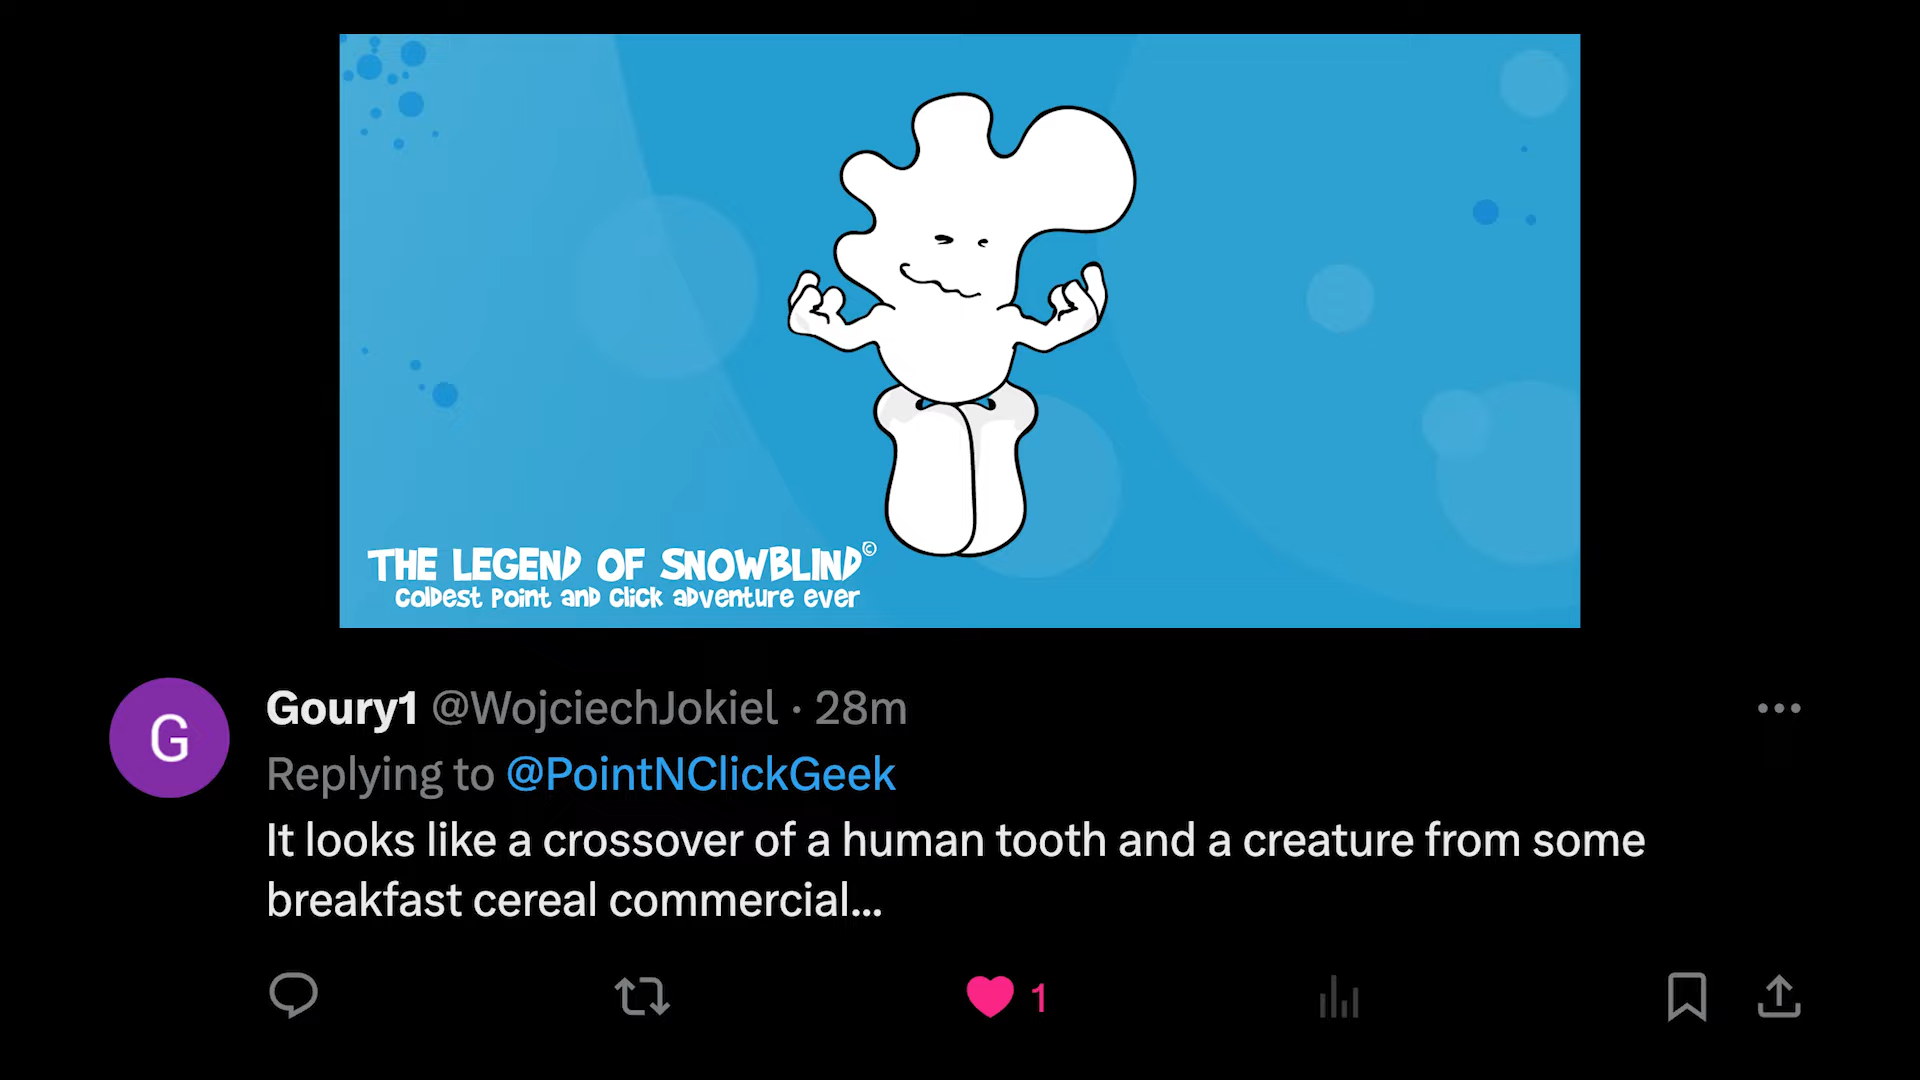 THE LEGEND OF SNOWBLIND©
coldest point and click adventure ever
G
Goury1 @WojciechJokiel · 28m
Replying to @PointNClickGeek
It looks like a crossover of a human tooth and a creature from some
breakfast cereal commercial...
1